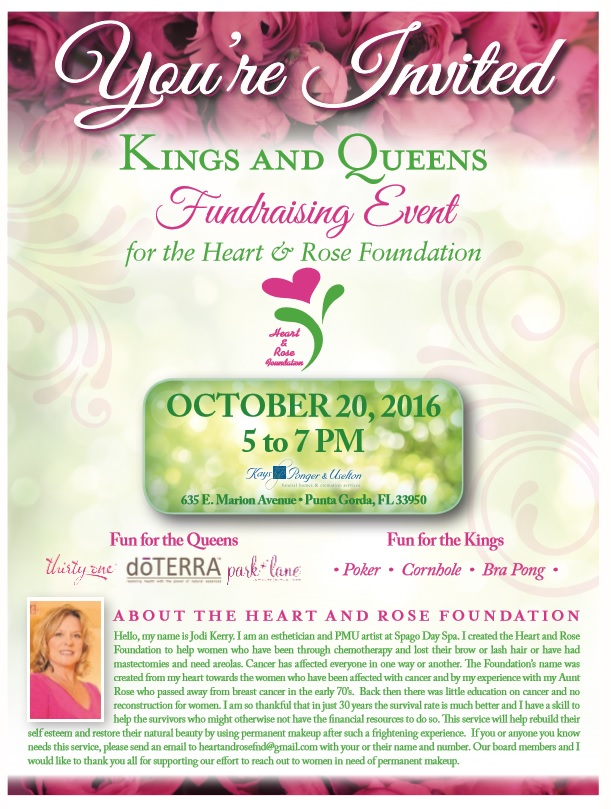 You're Invited
Kings and Queens
Fundraising Event
for the Heart & Rose Foundation
Heart
&
Rose
Foundation
OCTOBER 20, 2016
5 to 7 PM
Kays Ponger & Uselton
funeral homes & cremation services
635 E. Marion Avenue • Punta Gorda, FL 33950
Fun for the Queens
thirty one
dōTERRA
park lane
Fun for the Kings
• Poker • Cornhole • Bra Pong •
ABOUT THE HEART AND ROSE FOUNDATION
Hello, my name is Jodi Kerry. I am an esthetician and PMU artist at Spago Day Spa. I created the Heart and Rose
Foundation to help women who have been through chemotherapy and lost their brow or lash hair or have had
mastectomies and need areolas. Cancer has affected everyone in one way or another. The Foundation's name was
created from my heart towards the women who have been affected with cancer and by my experience with my Aunt
Rose who passed away from breast cancer in the early 70's. Back then there was little education on cancer and no
reconstruction for women. I am so thankful that in just 30 years the survival rate is much better and I have a skill to
help the survivors who might otherwise not have the financial resources to do so. This service will help rebuild their
self esteem and restore their natural beauty by using permanent makeup after such a frightening experience. If you or anyone you know
needs this service, please send an email to heartandrosefnd@gmail.com with your or their name and number. Our board members and I
would like to thank you all for supporting our effort to reach out to women in need of permanent makeup.